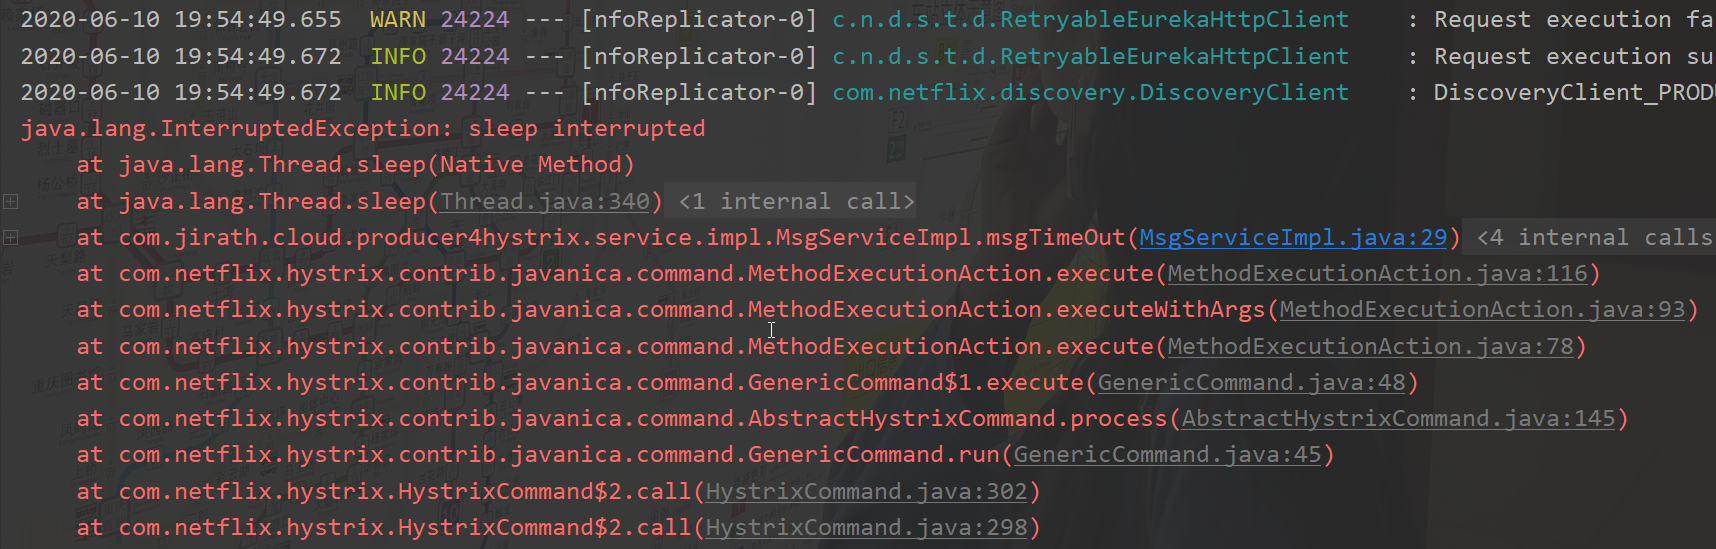 2020-06-10 19:54:49.655  WARN 24224 --- [nfoReplicator-0] c.n.d.s.t.d.RetryableEurekaHttpClient    : Request execution fa
2020-06-10 19:54:49.672  INFO 24224 --- [nfoReplicator-0] c.n.d.s.t.d.RetryableEurekaHttpClient    : Request execution su
2020-06-10 19:54:49.672  INFO 24224 --- [nfoReplicator-0] com.netflix.discovery.DiscoveryClient    : DiscoveryClient_PRODU
java.lang.InterruptedException: sleep interrupted
    at java.lang.Thread.sleep(Native Method)
    at java.lang.Thread.sleep(Thread.java:340) <1 internal call>
    at com.jirath.cloud.producer4hystrix.service.impl.MsgServiceImpl.msgTimeOut(MsgServiceImpl.java:29) <4 internal calls
    at com.netflix.hystrix.contrib.javanica.command.MethodExecutionAction.execute(MethodExecutionAction.java:116)
    at com.netflix.hystrix.contrib.javanica.command.MethodExecutionAction.executeWithArgs(MethodExecutionAction.java:93)
    at com.netflix.hystrix.contrib.javanica.command.MethodExecutionAction.execute(MethodExecutionAction.java:78)
    at com.netflix.hystrix.contrib.javanica.command.GenericCommand$1.execute(GenericCommand.java:48)
    at com.netflix.hystrix.contrib.javanica.command.AbstractHystrixCommand.process(AbstractHystrixCommand.java:145)
    at com.netflix.hystrix.contrib.javanica.command.GenericCommand.run(GenericCommand.java:45)
    at com.netflix.hystrix.HystrixCommand$2.call(HystrixCommand.java:302)
    at com.netflix.hystrix.HystrixCommand$2.call(HystrixCommand.java:298)